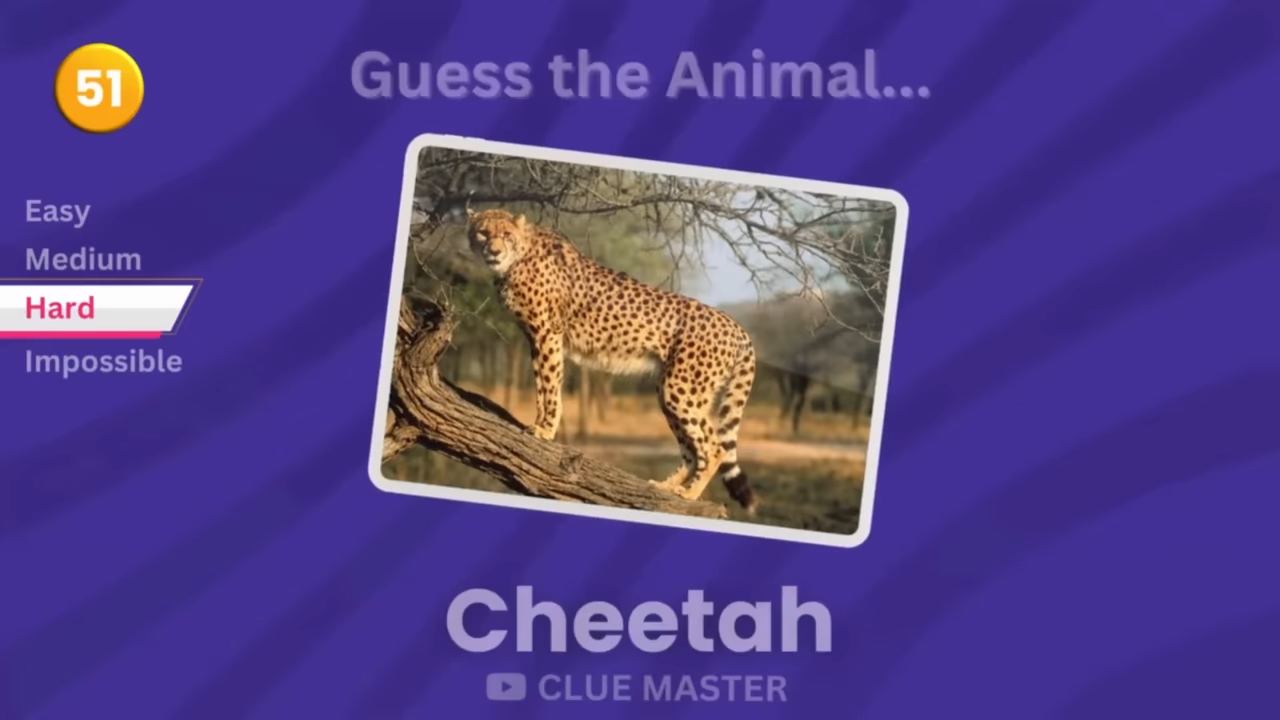 51
Guess the Animal...
Easy
Medium
Hard
Impossible
Cheetah
CLUE MASTER